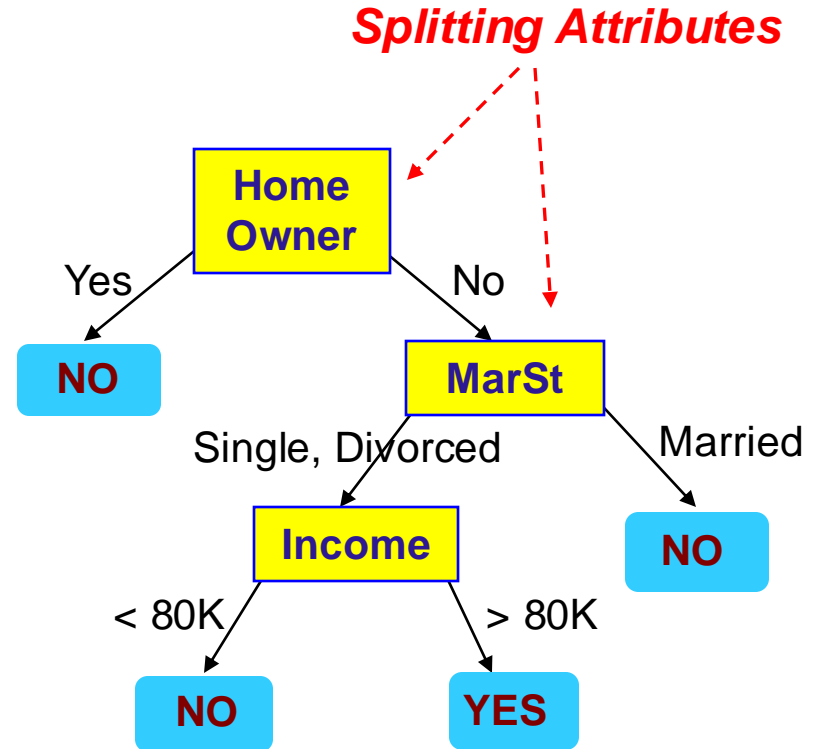 Splitting Attributes
Home
Owner
Yes
No
NO
MarSt
Single, Divorced
Married
Income
NO
< 80K
> 80K
NO
YES